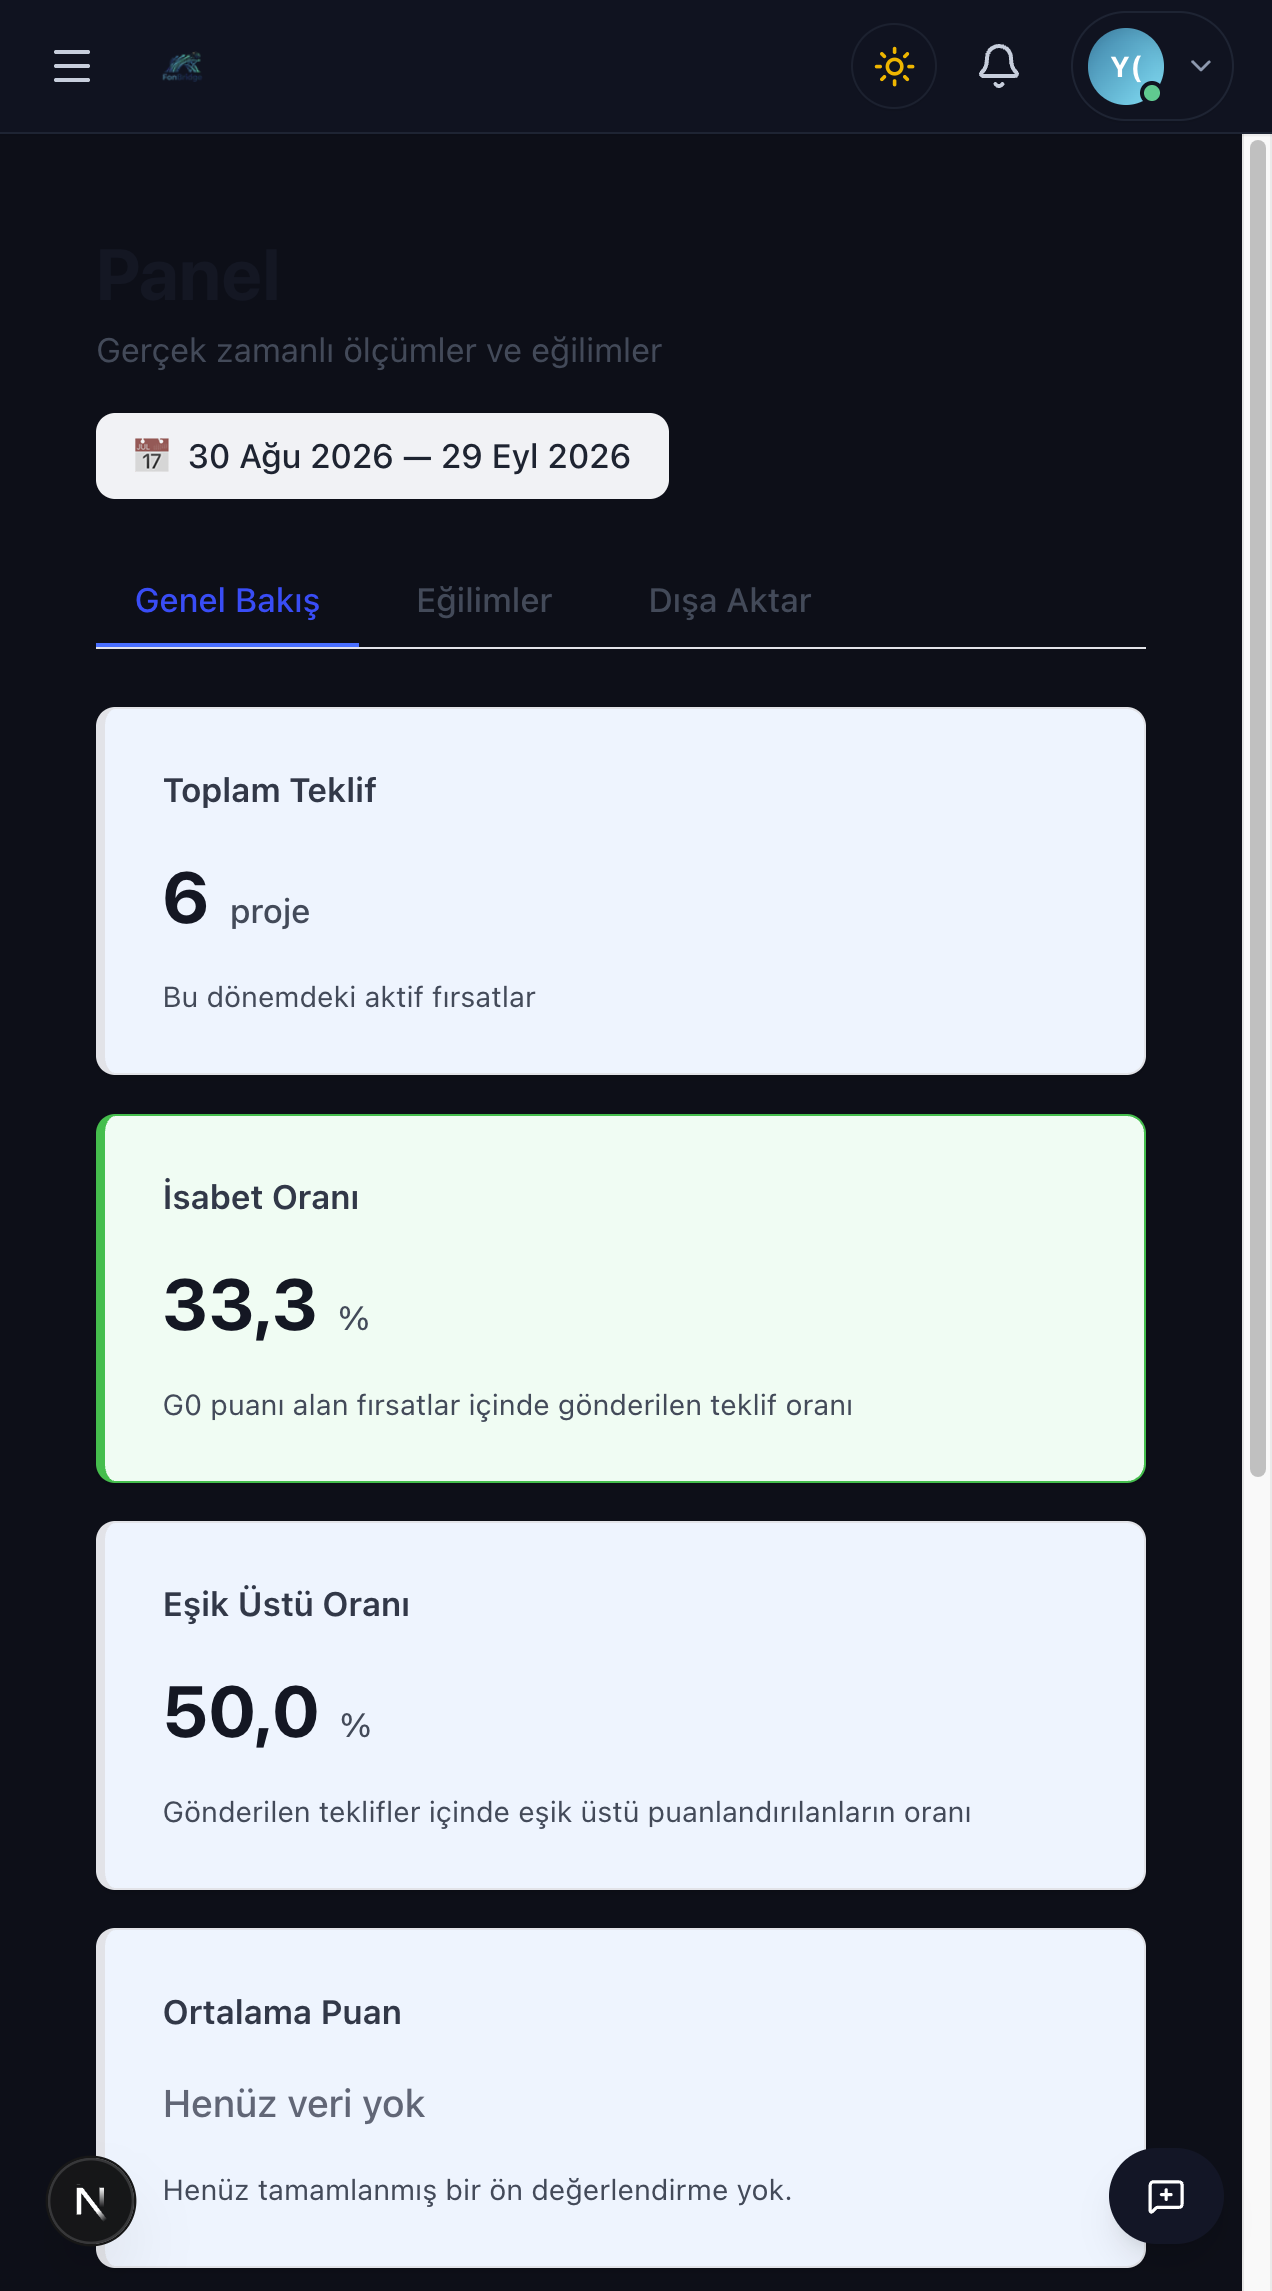 Y(
Panel
Gerçek zamanlı ölçümler ve eğilimler
JUL 17 30 Ağu 2026 — 29 Eyl 2026
Genel Bakış Eğilimler Dışa Aktar
Toplam Teklif
6 proje
Bu dönemdeki aktif fırsatlar
İsabet Oranı
33,3 %
G0 puanı alan fırsatlar içinde gönderilen teklif oranı
Eşik Üstü Oranı
50,0 %
Gönderilen teklifler içinde eşik üstü puanlandırılanların oranı
Ortalama Puan
Henüz veri yok
Henüz tamamlanmış bir ön değerlendirme yok.
N